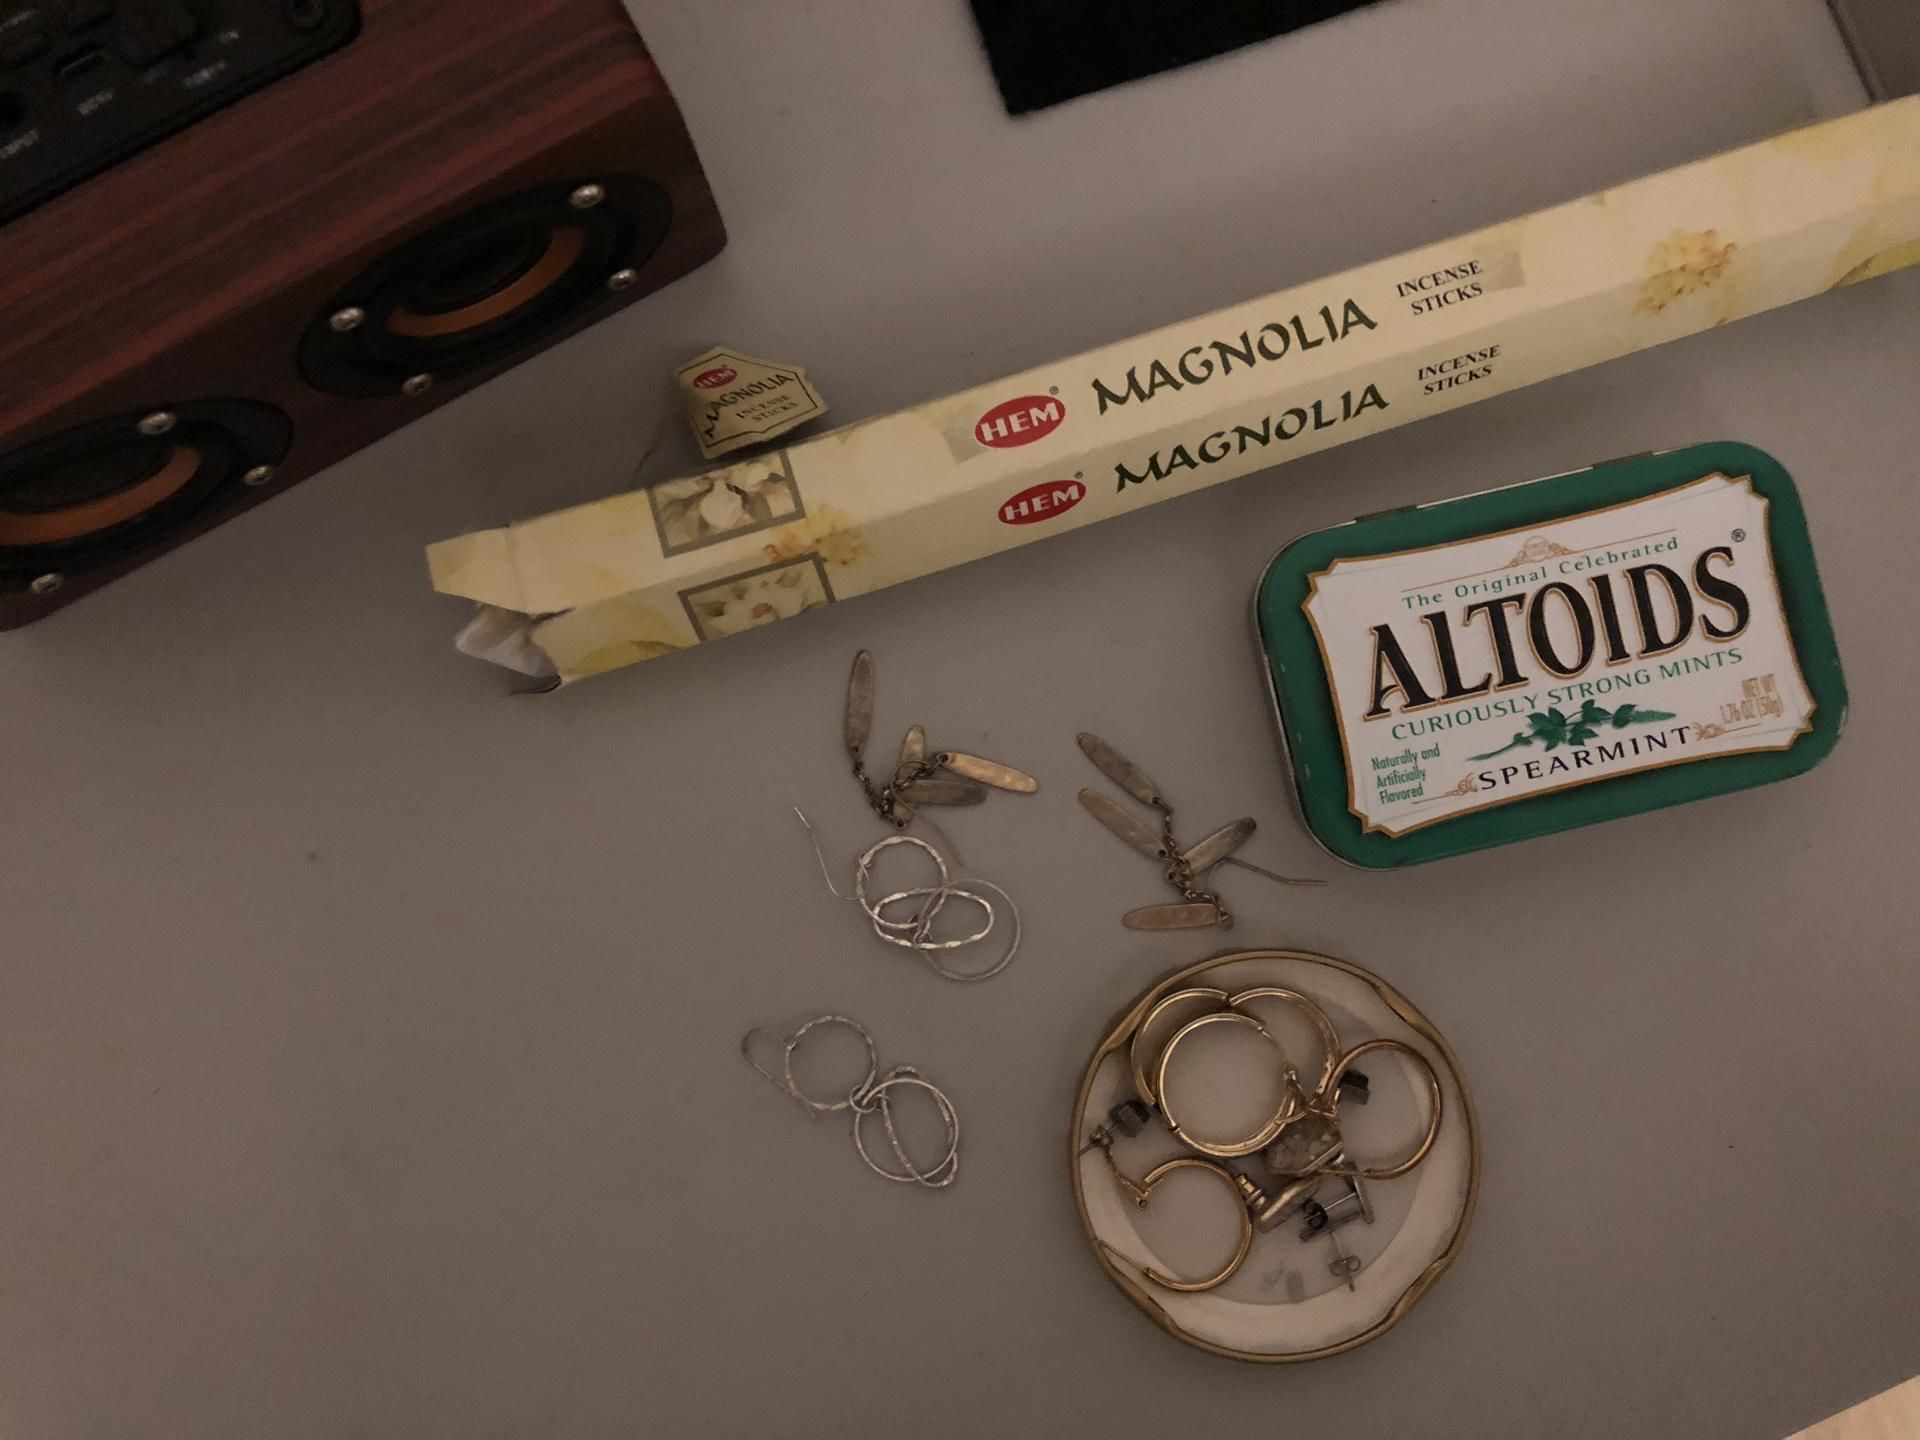 HEM®
MAGNOLIA
INCENSE
STICKS
HEM®
MAGNOLIA
INCENSE
STICKS
HEM®
MAGNOLIA
INCENSE
STICKS
The Original Celebrated
ALTOIDS®
CURIOUSLY STRONG MINTS
NET WT
1.76 OZ (50g)
Naturally and
Artificially
Flavored
SPEARMINT